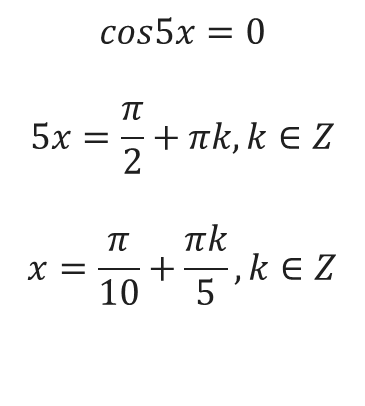 cos5x = 0
5x = π/2 + πk, k ∈ Z
x = π/10 + πk/5, k ∈ Z